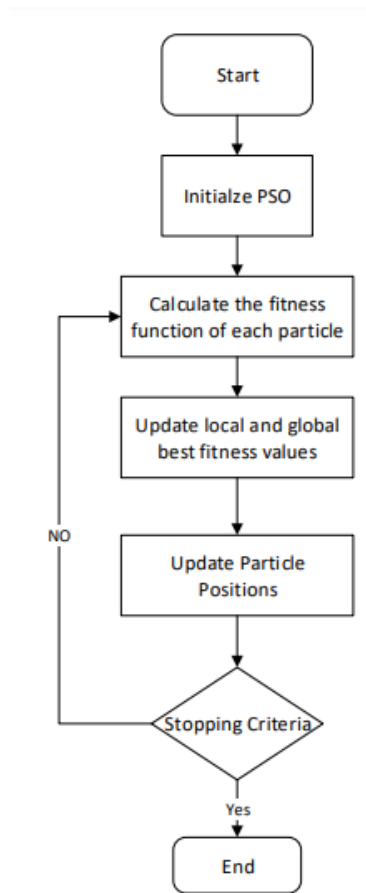 Start
Initialze PSO
Calculate the fitness
function of each particle
Update local and global
best fitness values
NO
Update Particle
Positions
Stopping Criteria
Yes
End